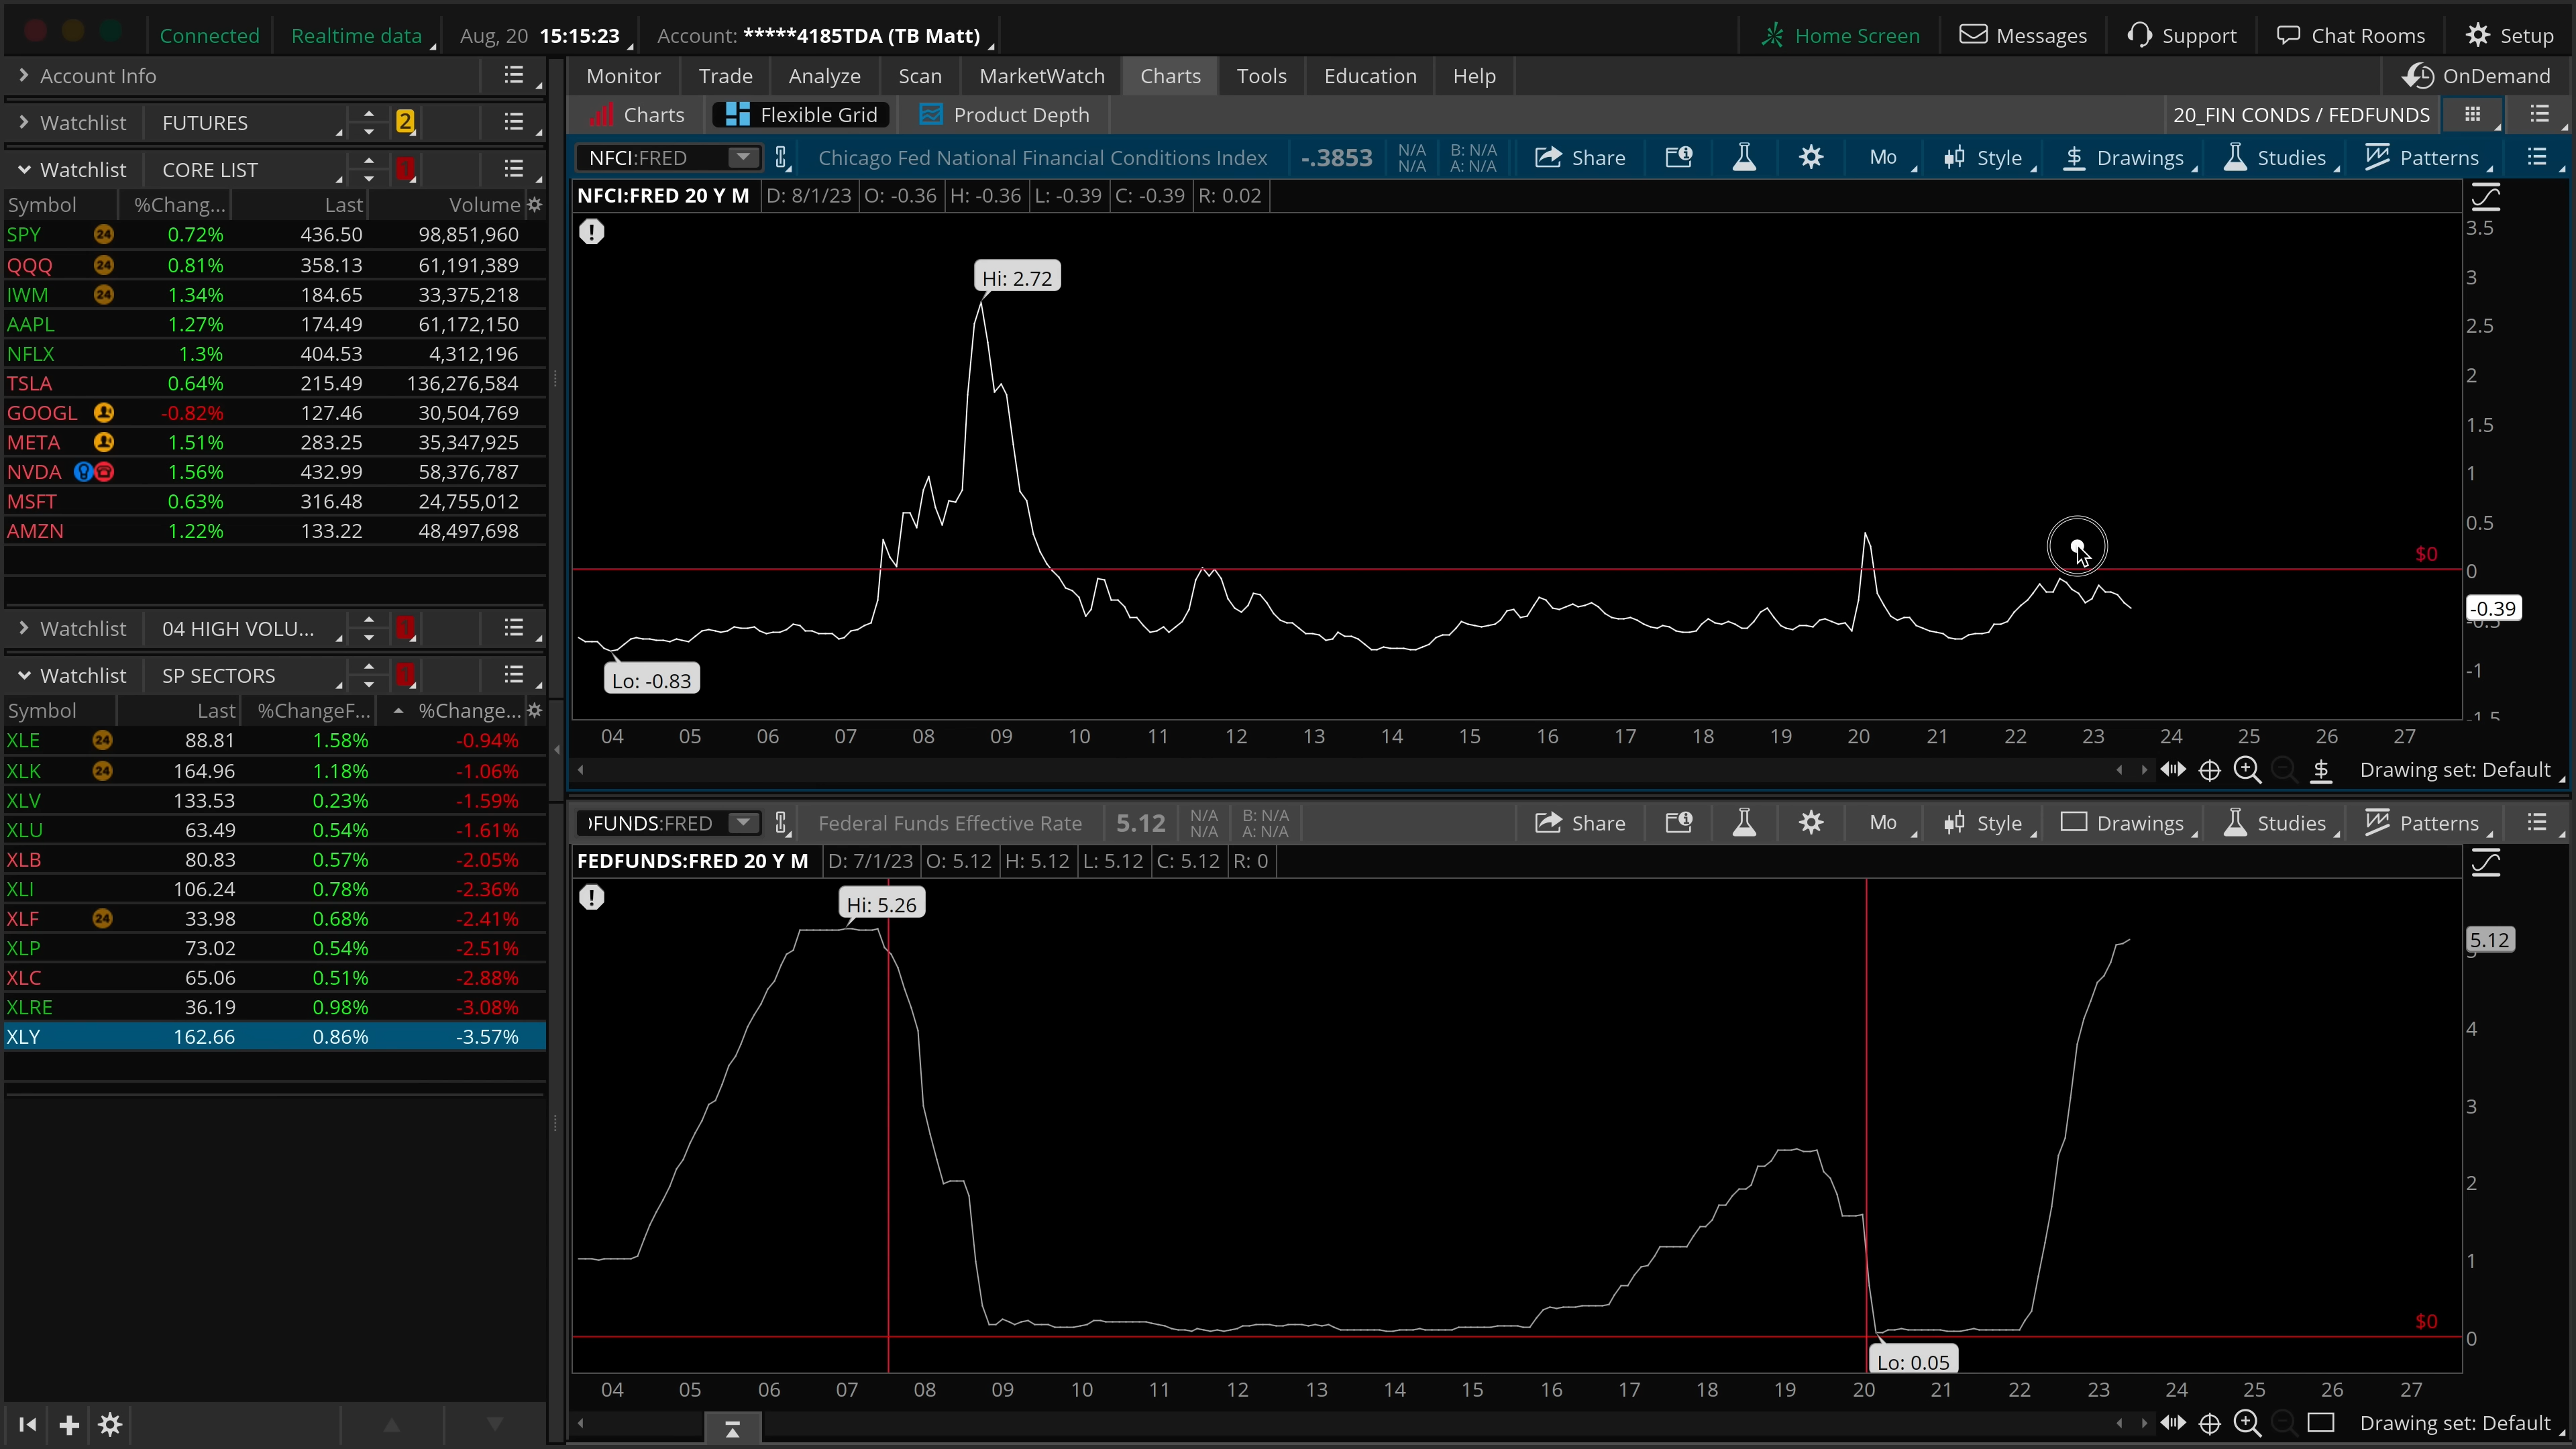 Connected Realtime data Aug, 20 15:15:23 Account: *****4185TDA (TB Matt) Home Screen Messages Support Chat Rooms Setup
Account Info
Watchlist FUTURES 2
Watchlist CORE LIST 1
Symbol %Chang... Last Volume
SPY 24 0.72% 436.50 98,851,960
QQQ 24 0.81% 358.13 61,191,389
IWM 24 1.34% 184.65 33,375,218
AAPL 1.27% 174.49 61,172,150
NFLX 1.3% 404.53 4,312,196
TSLA 0.64% 215.49 136,276,584
GOOGL -0.82% 127.46 30,504,769
META 1.51% 283.25 35,347,925
NVDA 1.56% 432.99 58,376,787
MSFT 0.63% 316.48 24,755,012
AMZN 1.22% 133.22 48,497,698
Watchlist 04 HIGH VOLU... 1
Watchlist SP SECTORS 1
Symbol Last %ChangeF... %Change...
XLE 24 88.81 1.58% -0.94%
XLK 24 164.96 1.18% -1.06%
XLV 133.53 0.23% -1.59%
XLU 63.49 0.54% -1.61%
XLB 80.83 0.57% -2.05%
XLI 106.24 0.78% -2.36%
XLF 24 33.98 0.68% -2.41%
XLP 73.02 0.54% -2.51%
XLC 65.06 0.51% -2.88%
XLRE 36.19 0.98% -3.08%
XLY 162.66 0.86% -3.57%
Monitor Trade Analyze Scan MarketWatch Charts Tools Education Help OnDemand
Charts Flexible Grid Product Depth 20_FIN CONDS / FEDFUNDS
NFCI:FRED Chicago Fed National Financial Conditions Index -.3853 N/A N/A B: N/A A: N/A Share Mo Style Drawings Studies Patterns
NFCI:FRED 20 Y M D: 8/1/23 O: -0.36 H: -0.36 L: -0.39 C: -0.39 R: 0.02
3.5
Hi: 2.72
3
2.5
2
1.5
1
0.5
$0
0
-0.39
-0.5
Lo: -0.83
-1
-1.5
04 05 06 07 08 09 10 11 12 13 14 15 16 17 18 19 20 21 22 23 24 25 26 27
Drawing set: Default
FUNDS:FRED Federal Funds Effective Rate 5.12 N/A N/A B: N/A A: N/A Share Mo Style Drawings Studies Patterns
FEDFUNDS:FRED 20 Y M D: 7/1/23 O: 5.12 H: 5.12 L: 5.12 C: 5.12 R: 0
Hi: 5.26
5.12
5
4
3
2
1
$0
0
Lo: 0.05
04 05 06 07 08 09 10 11 12 13 14 15 16 17 18 19 20 21 22 23 24 25 26 27
Drawing set: Default